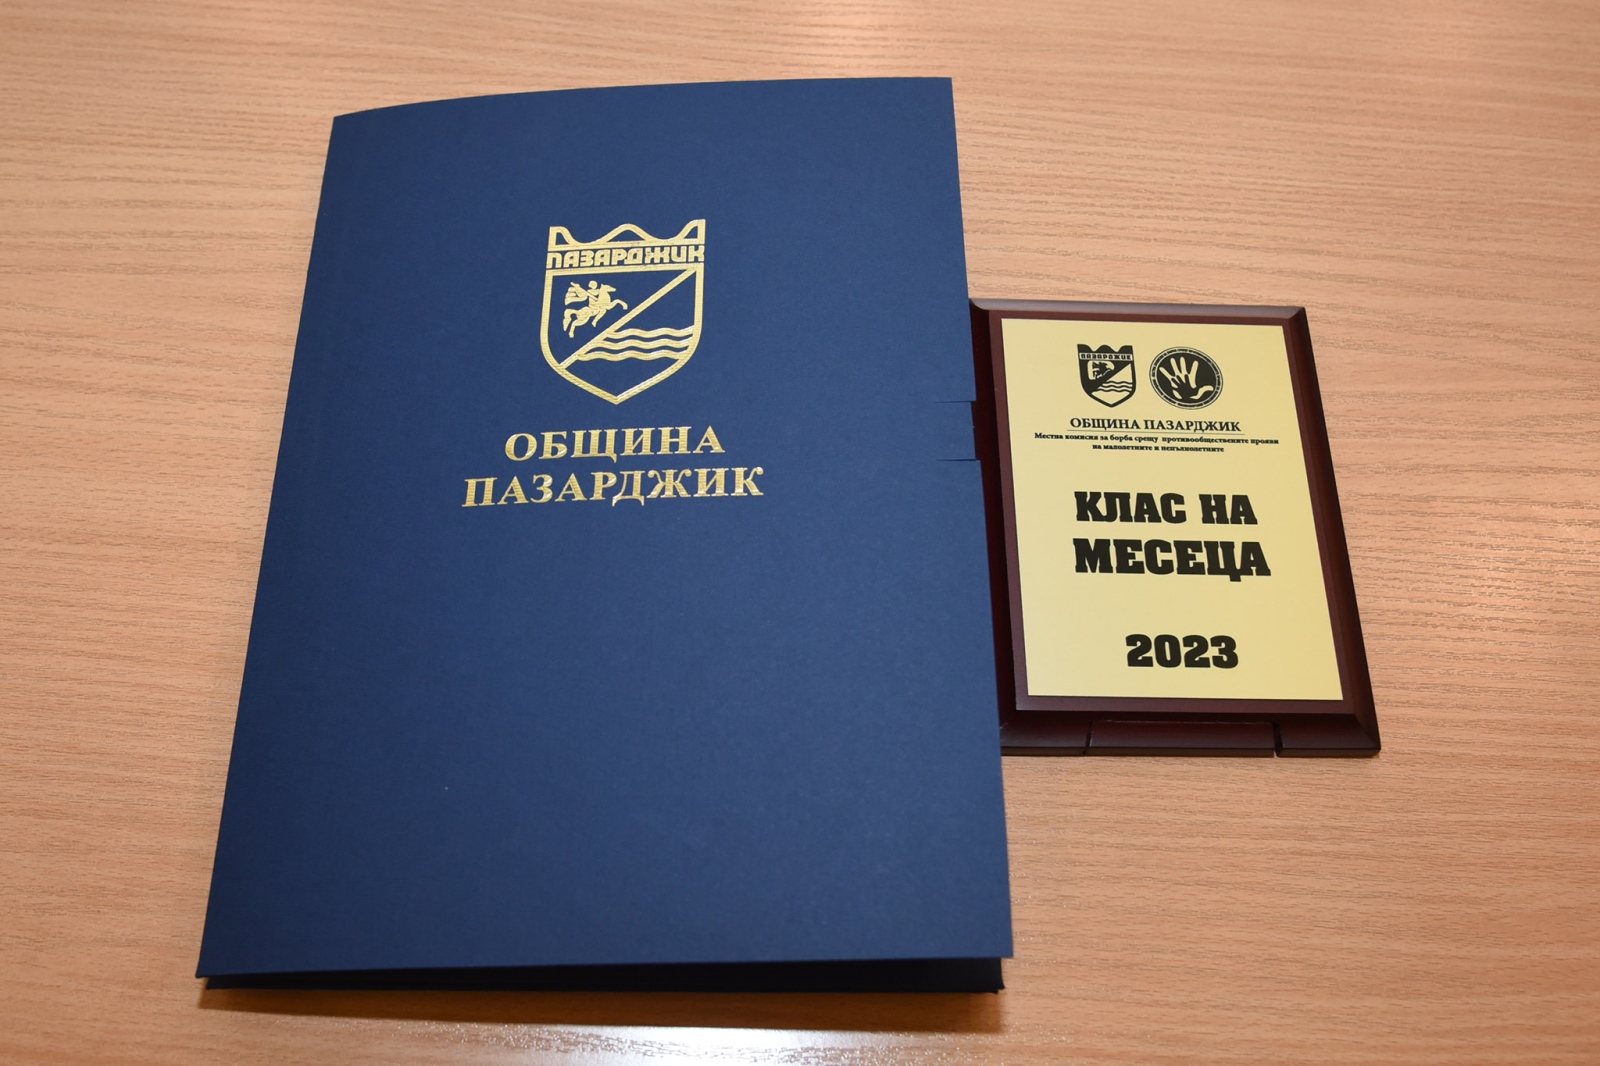 ПАЗАРДЖИК
ОБЩИНА
ПАЗАРДЖИК
ПАЗАРДЖИК
ОБЩИНА ПАЗАРДЖИК
Местна комисия за борба срещу противообществените прояви
на малолетните и непълнолетните
КЛАС НА
МЕСЕЦА
2023